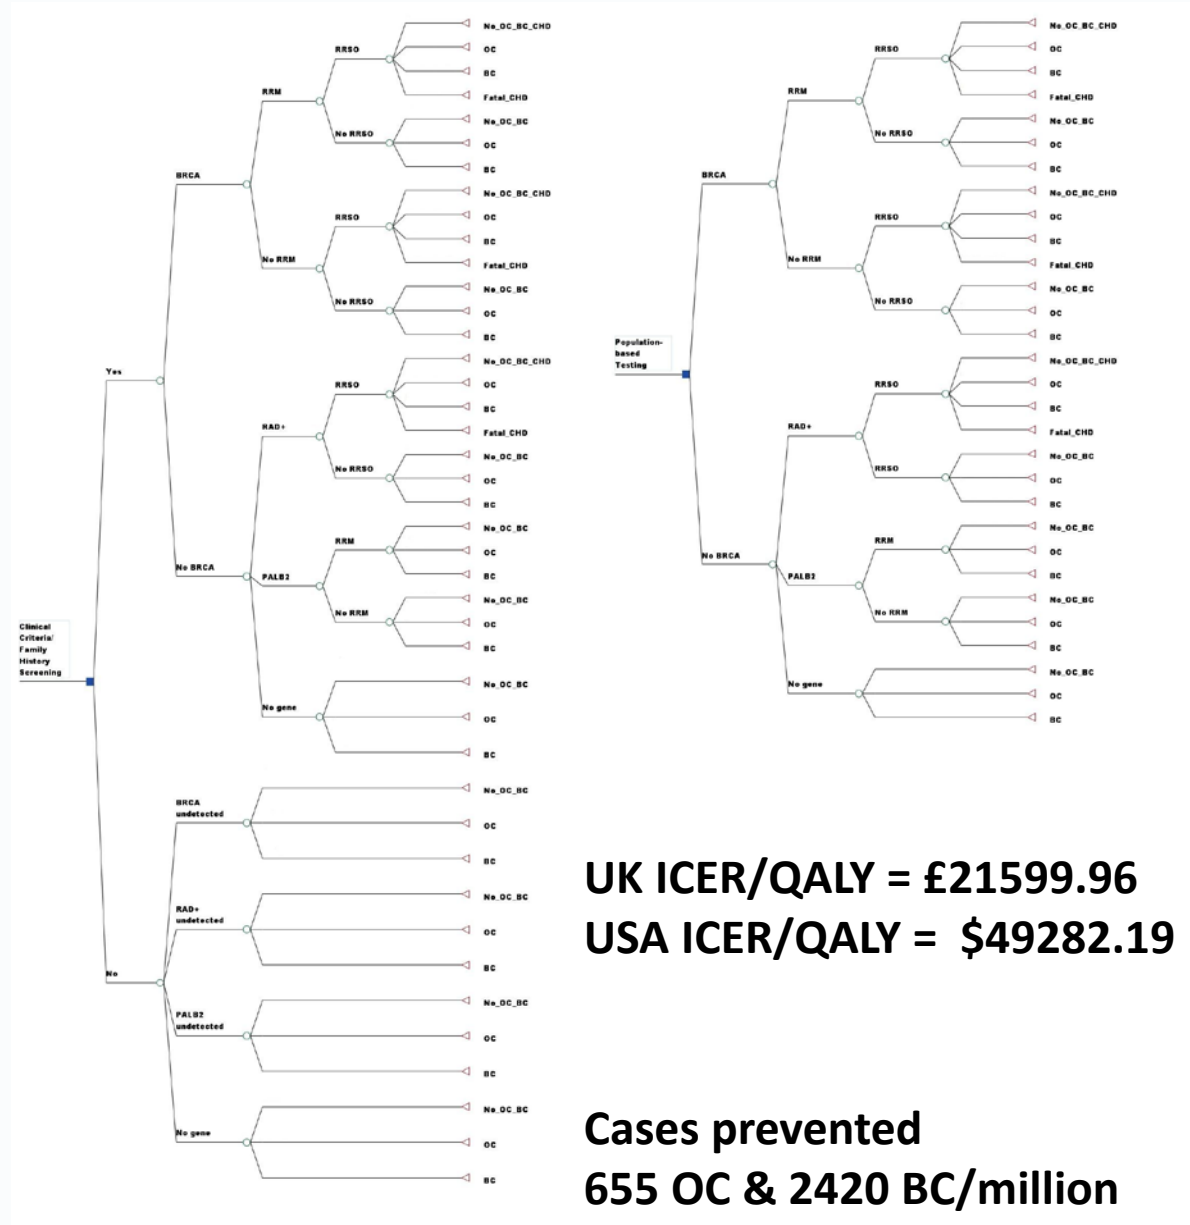 No_OC_BC_CHD
OC
BC
Fatal_CHD
RRSO
RRM
No_OC_BC
OC
BC
No RRSO
BRCA
No_OC_BC_CHD
OC
BC
Fatal_CHD
RRSO
No RRM
No_OC_BC
OC
BC
No RRSO
Yes
No_OC_BC_CHD
OC
BC
Fatal_CHD
RRSO
RAD+
No_OC_BC
OC
BC
No RRSO
No BRCA
No_OC_BC
OC
BC
RRM
PALB2
No_OC_BC
OC
BC
No RRM
No gene
No_OC_BC
OC
BC
Clinical
Criteria/
Family
History
Screening
BRCA
undetected
No_OC_BC
OC
BC
RAD+
undetected
No_OC_BC
OC
BC
No
PALB2
undetected
No_OC_BC
OC
BC
No gene
No_OC_BC
OC
BC
No_OC_BC_CHD
OC
BC
Fatal_CHD
RRSO
RRM
No_OC_BC
OC
BC
No RRSO
BRCA
No_OC_BC_CHD
OC
BC
Fatal_CHD
RRSO
No RRM
No_OC_BC
OC
BC
No RRSO
Population-
based
Testing
No_OC_BC_CHD
OC
BC
Fatal_CHD
RRSO
RAD+
No_OC_BC
OC
BC
RRSO
No BRCA
No_OC_BC
OC
BC
RRM
PALB2
No_OC_BC
OC
BC
No RRM
No gene
No_OC_BC
OC
BC
UK ICER/QALY = £21599.96
USA ICER/QALY = $49282.19
Cases prevented
655 OC & 2420 BC/million